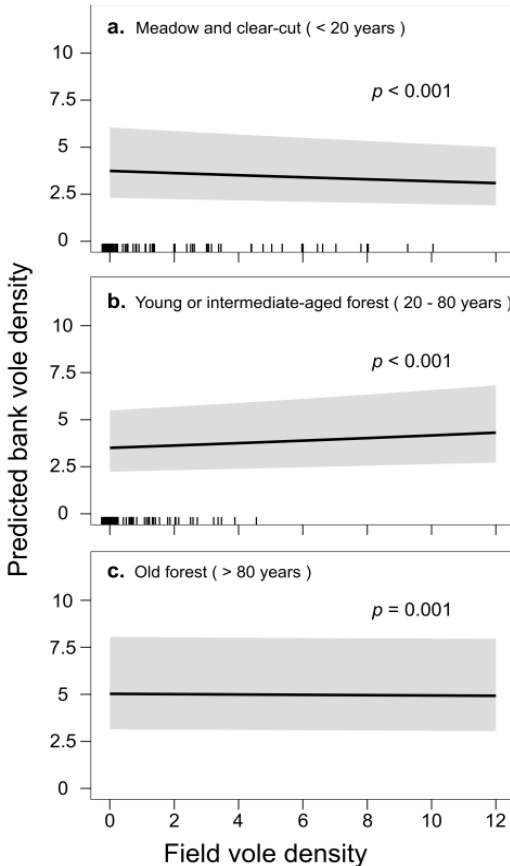 a. Meadow and clear-cut ( < 20 years )
p < 0.001
10
7.5
5
2.5
0
b. Young or intermediate-aged forest ( 20 - 80 years )
p < 0.001
10
7.5
5
2.5
0
c. Old forest ( > 80 years )
p = 0.001
10
7.5
5
2.5
0
0 2 4 6 8 10 12
Predicted bank vole density
Field vole density